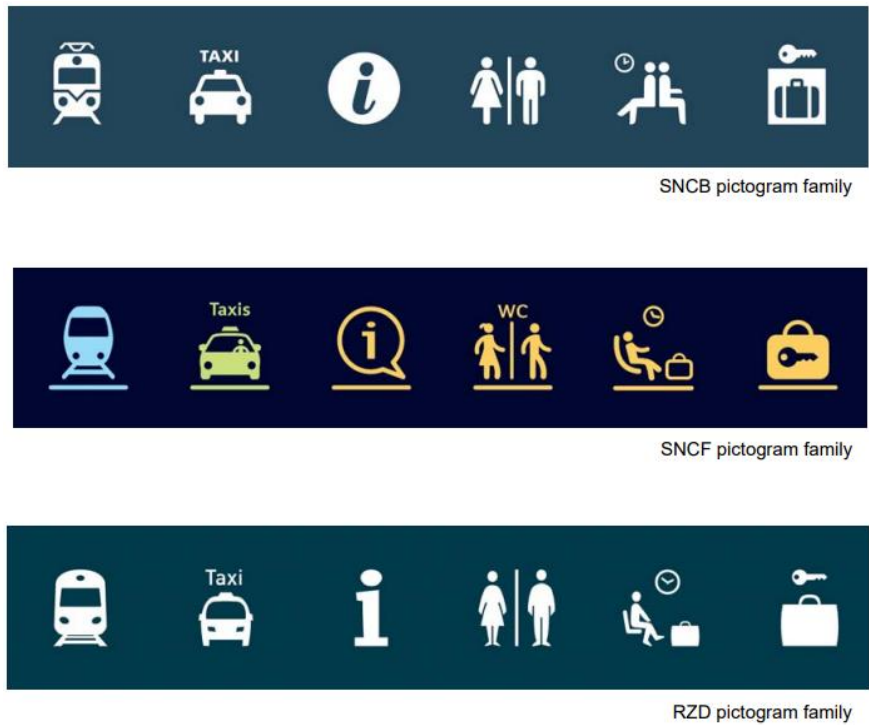 TAXI
i
SNCB pictogram family
Taxis
i
WC
SNCF pictogram family
Taxi
i
RZD pictogram family